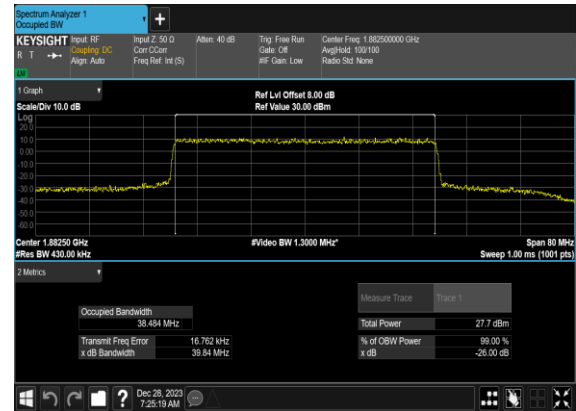 Spectrum Analyzer 1
Occupied BW
+
KEYSIGHT Input: RF Input Z: 50 Ω Atten: 40 dB Trig: Free Run Center Freq: 1.882500000 GHz
R T Coupling: DC Corr CCorr Gate: Off Avg|Hold: 100/100
Align: Auto Freq Ref: Int (S) #IF Gain: Low Radio Std: None
1 Graph
Ref Lvl Offset 8.00 dB
Scale/Div 10.0 dB Ref Value 30.00 dBm
Log
20.0
10.0
0.00
-10.0
-20.0
-30.0
-40.0
-50.0
-60.0
Center 1.88250 GHz #Video BW 1.3000 MHz* Span 80 MHz
#Res BW 430.00 kHz Sweep 1.00 ms (1001 pts)
2 Metrics
Measure Trace Trace 1
Occupied Bandwidth
38.484 MHz Total Power 27.7 dBm
Transmit Freq Error 16.762 kHz % of OBW Power 99.00 %
x dB Bandwidth 39.84 MHz x dB -26.00 dB
? Dec 28, 2023
7:25:19 AM